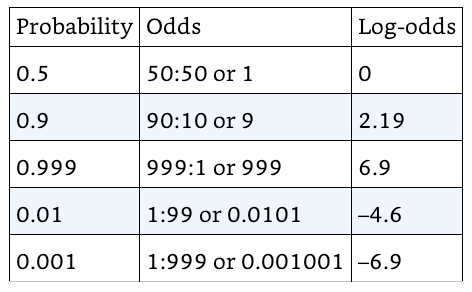 Probability Odds Log-odds
0.5 50:50 or 1 0
0.9 90:10 or 9 2.19
0.999 999:1 or 999 6.9
0.01 1:99 or 0.0101 –4.6
0.001 1:999 or 0.001001 –6.9